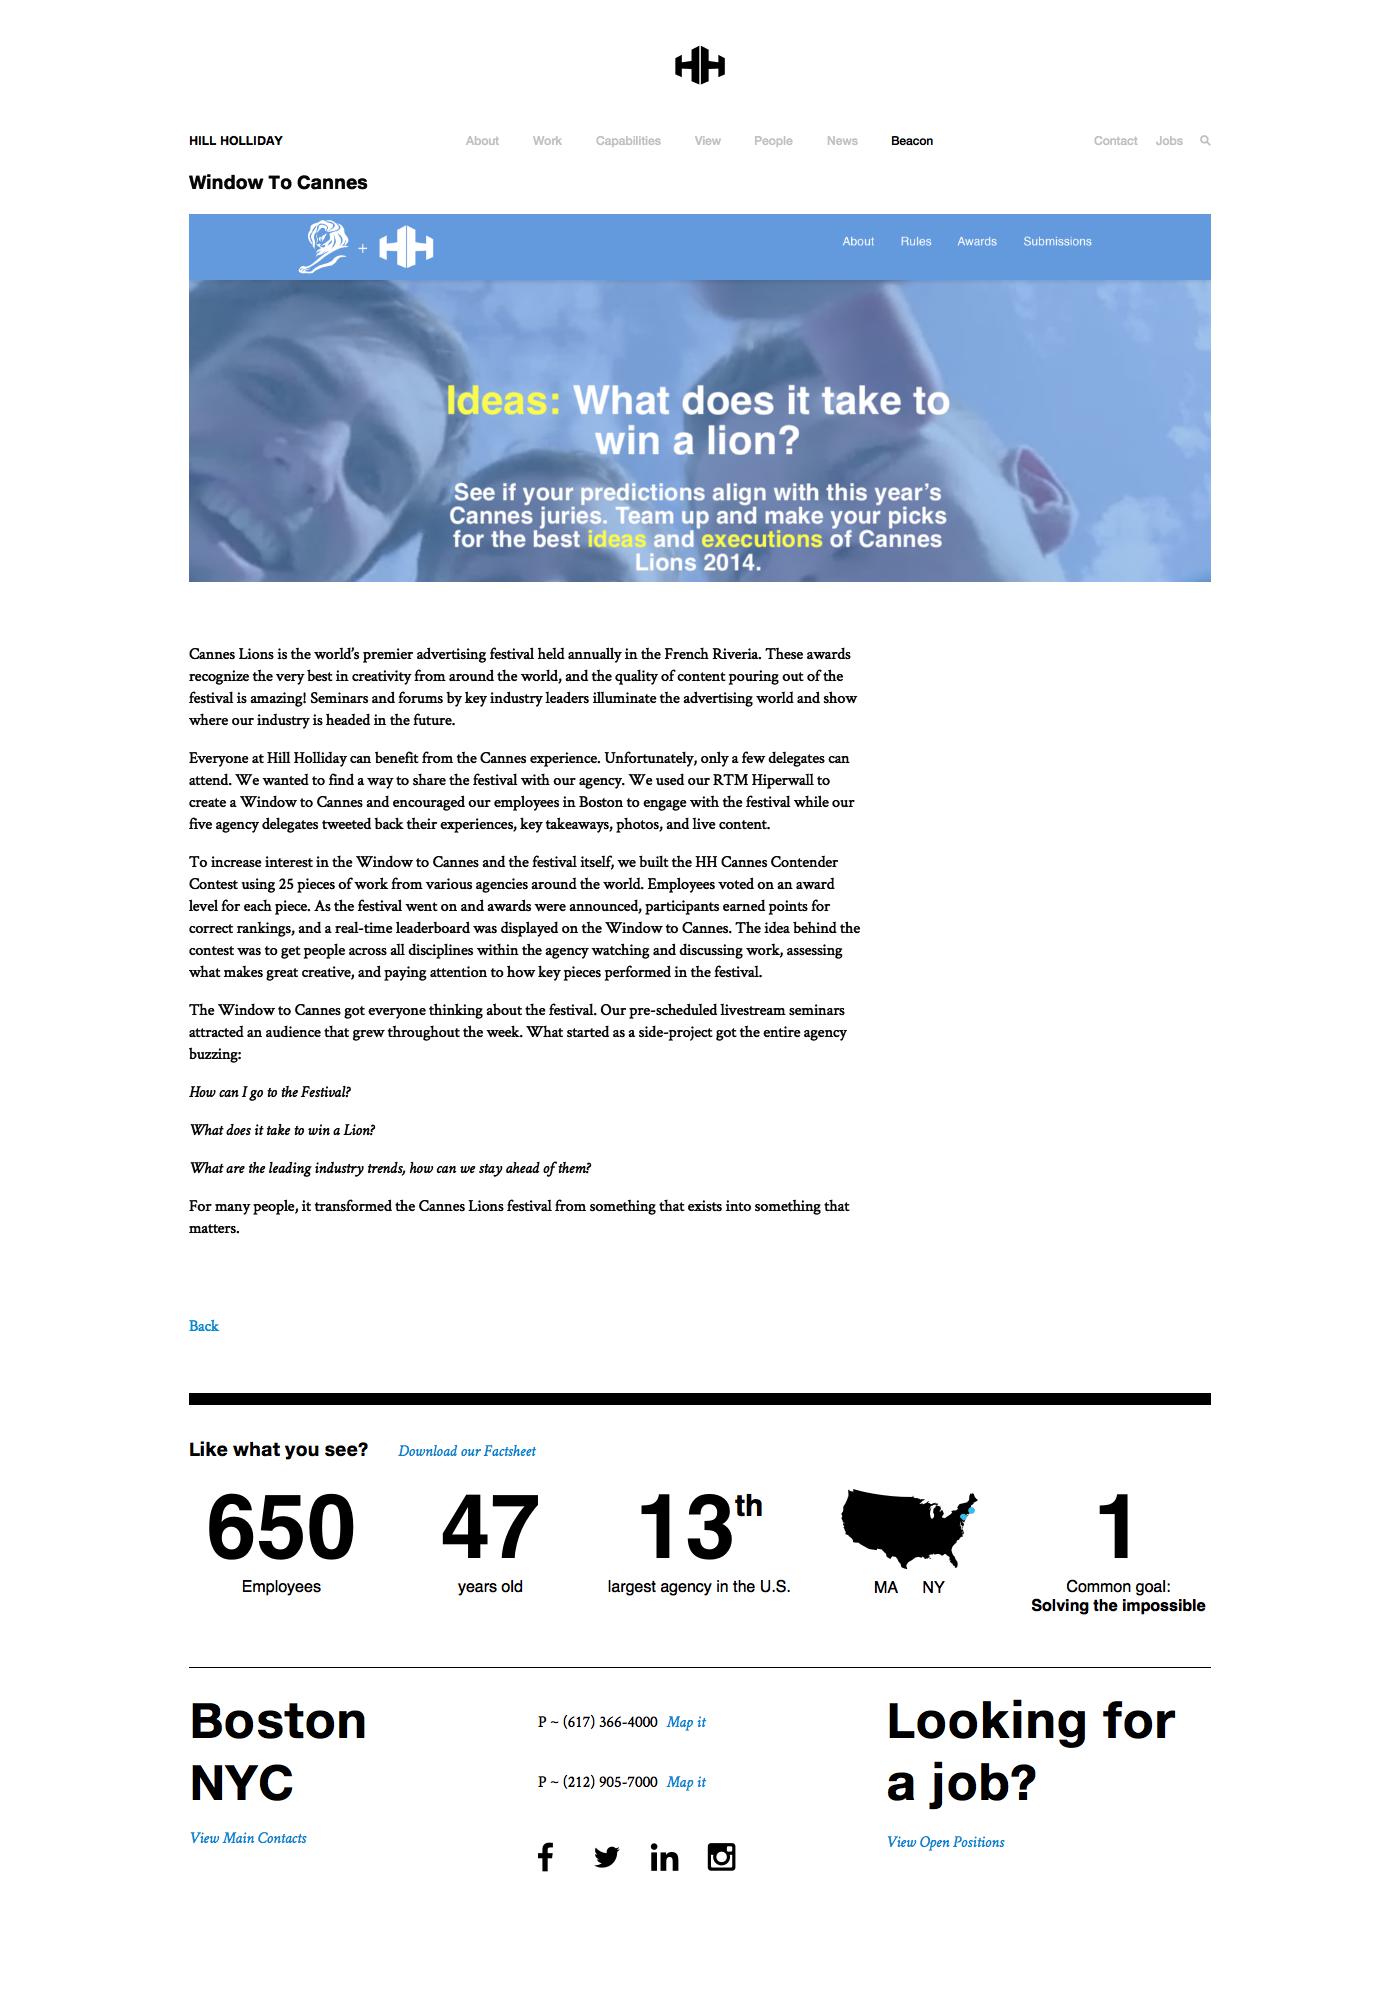 HH
HILL HOLLIDAY
About Work Capabilities View People News Beacon
Contact Jobs
Window To Cannes
+ HH
About Rules Awards Submissions
Ideas: What does it take to
win a lion?
See if your predictions align with this year's
Cannes juries. Team up and make your picks
for the best ideas and executions of Cannes
Lions 2014.
Cannes Lions is the world's premier advertising festival held annually in the French Riveria. These awards
recognize the very best in creativity from around the world, and the quality of content pouring out of the
festival is amazing! Seminars and forums by key industry leaders illuminate the advertising world and show
where our industry is headed in the future.
Everyone at Hill Holliday can benefit from the Cannes experience. Unfortunately, only a few delegates can
attend. We wanted to find a way to share the festival with our agency. We used our RTM Hiperwall to
create a Window to Cannes and encouraged our employees in Boston to engage with the festival while our
five agency delegates tweeted back their experiences, key takeaways, photos, and live content.
To increase interest in the Window to Cannes and the festival itself, we built the HH Cannes Contender
Contest using 25 pieces of work from various agencies around the world. Employees voted on an award
level for each piece. As the festival went on and awards were announced, participants earned points for
correct rankings, and a real-time leaderboard was displayed on the Window to Cannes. The idea behind the
contest was to get people across all disciplines within the agency watching and discussing work, assessing
what makes great creative, and paying attention to how key pieces performed in the festival.
The Window to Cannes got everyone thinking about the festival. Our pre-scheduled livestream seminars
attracted an audience that grew throughout the week. What started as a side-project got the entire agency
buzzing:
How can I go to the Festival?
What does it take to win a Lion?
What are the leading industry trends, how can we stay ahead of them?
For many people, it transformed the Cannes Lions festival from something that exists into something that
matters.
Back
Like what you see? Download our Factsheet
650
Employees
47
years old
13th
largest agency in the U.S.
MA NY
1
Common goal:
Solving the impossible
Boston
NYC
View Main Contacts
P ~ (617) 366-4000 Map it
P ~ (212) 905-7000 Map it
f in
Looking for
a job?
View Open Positions